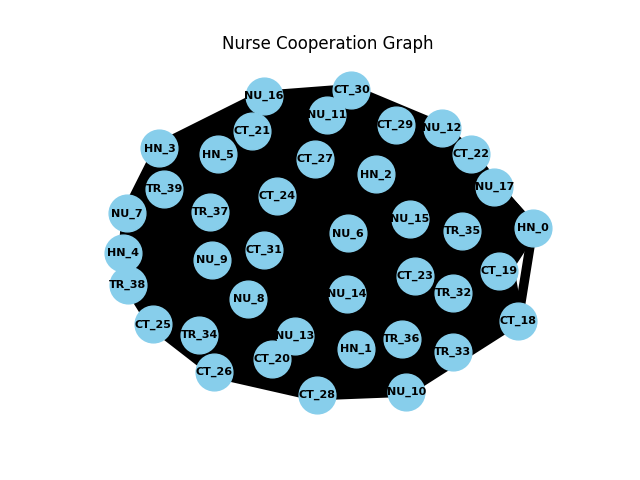 Nurse Cooperation Graph
CT_30
NU_16
NU_11
CT_29
NU_12
CT_21
HN_3
HN_5
CT_22
CT_27
HN_2
NU_17
TR_39
CT_24
TR_37
NU_7
NU_15
HN_0
TR_35
NU_6
CT_31
HN_4
NU_9
CT_19
CT_23
TR_38
TR_32
NU_14
NU_8
CT_18
CT_25
TR_34
NU_13
TR_36
HN_1
TR_33
CT_20
CT_26
NU_10
CT_28